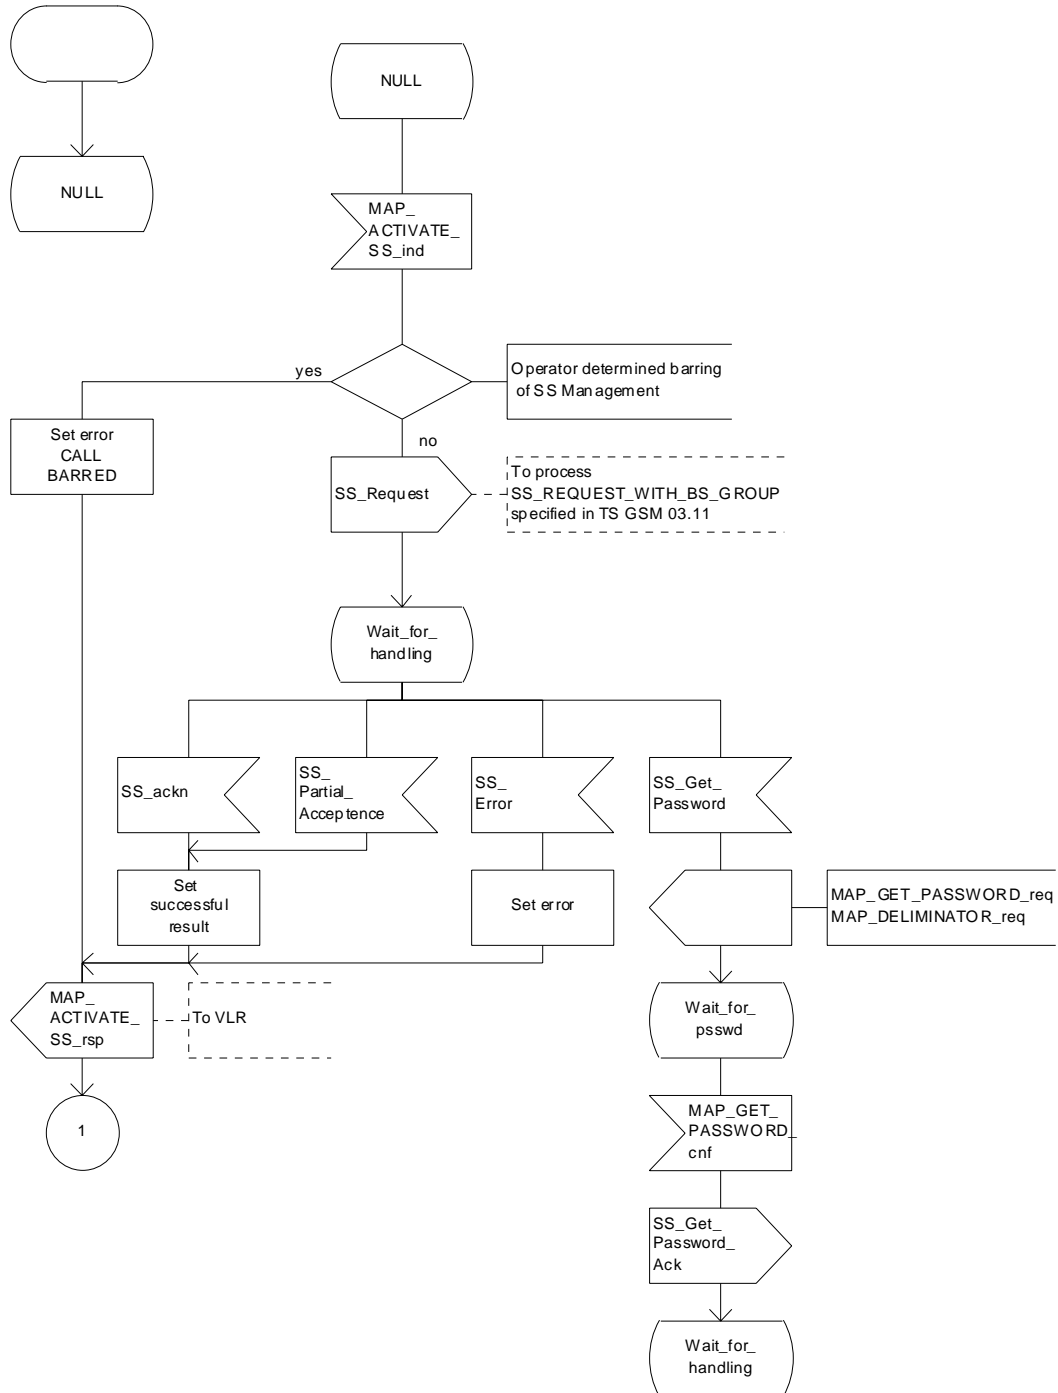 NULL
NULL
MAP_
ACTIVATE_
SS_ind
yes
Operator determined barring
of SS Management
no
Set error
CALL
BARRED
SS_Request
To process
SS_REQUEST_WITH_BS_GROUP
specified in TS GSM 03.11
Wait_for_
handling
SS_ackn
SS_
Partial_
Acceptence
SS_
Error
SS_Get_
Password
Set
successful
result
Set error
MAP_GET_PASSWORD_req
MAP_DELIMINATOR_req
MAP_
ACTIVATE_
SS_rsp
To VLR
Wait_for_
psswd
1
MAP_GET_
PASSWORD_
cnf
SS_Get_
Password_
Ack
Wait_for_
handling